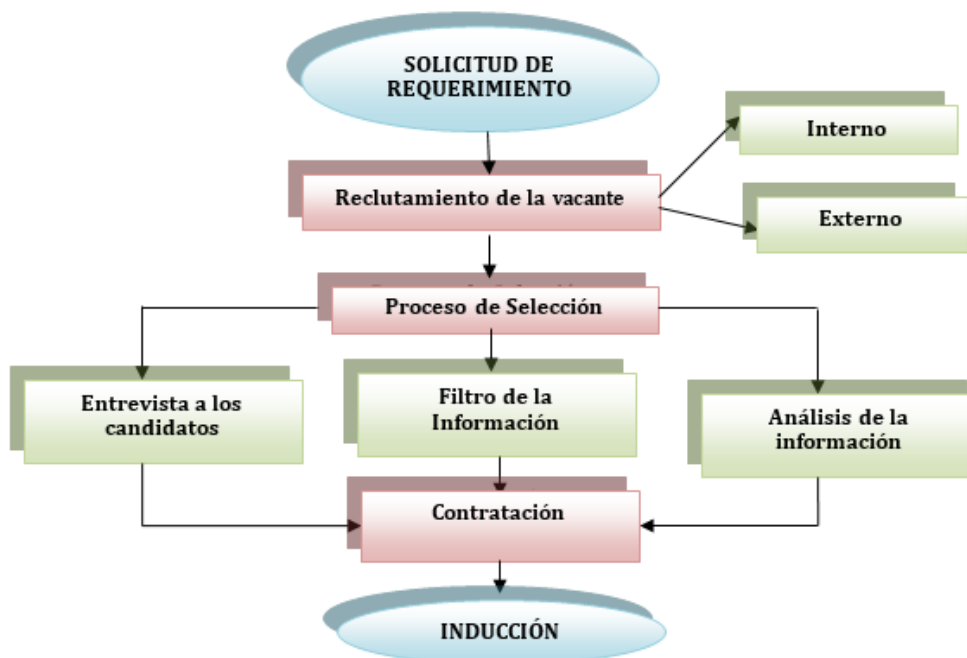 SOLICITUD DE
REQUERIMIENTO
Interno
Reclutamiento de la vacante
Externo
Proceso de Selección
Entrevista a los
candidatos
Filtro de la
Información
Análisis de la
información
Contratación
INDUCCIÓN